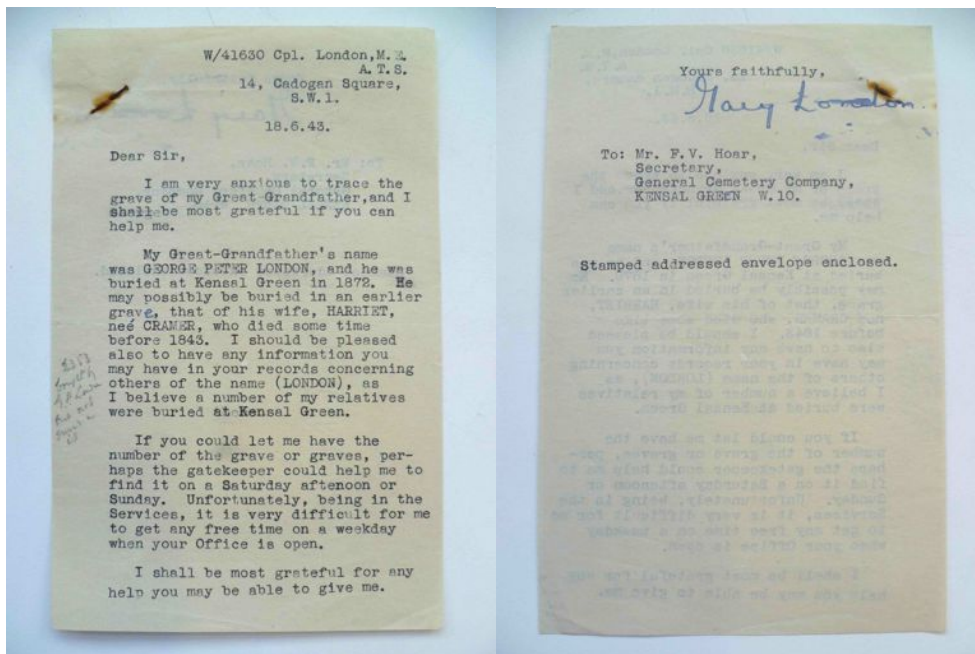 W/41630 Cpl. London,M.E.
A.T.S.
14, Cadogan Square,
S.W.1.
18.6.43.
Dear Sir,
I am very anxious to trace the
grave of my Great-Grandfather,and I
shall be most grateful if you can
help me.
My Great-Grandfather's name
was GEORGE PETER LONDON, and he was
buried at Kensal Green in 1872. He
may possibly be buried in an earlier
grave, that of his wife, HARRIET,
neé CRAMER, who died some time
before 1843. I should be pleased
also to have any information you
may have in your records concerning
others of the name (LONDON), as
I believe a number of my relatives
were buried at Kensal Green.
If you could let me have the
number of the grave or graves, per-
haps the gatekeeper could help me to
find it on a Saturday aftenoon or
Sunday. Unfortunately, being in the
Services, it is very difficult for me
to get any free time on a weekday
when your Office is open.
I shall be most grateful for any
help you may be able to give me.
Yours faithfully,
Mary London.
To: Mr. F.V. Hoar,
Secretary,
General Cemetery Company,
KENSAL GREEN W.10.
Stamped addressed envelope enclosed.